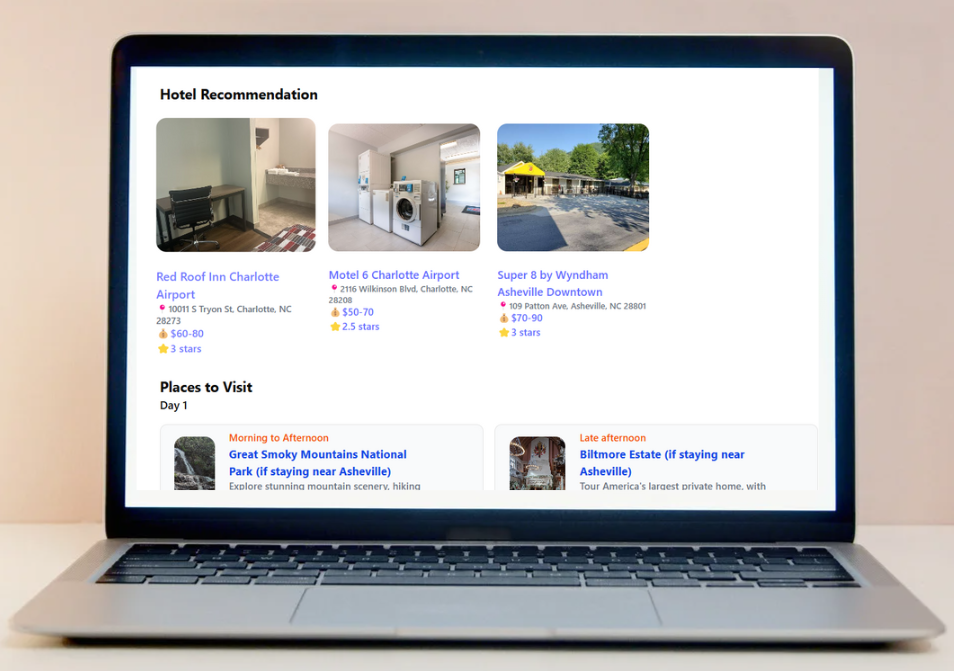 Hotel Recommendation
Red Roof Inn Charlotte
Airport
10011 S Tryon St, Charlotte, NC
28273
$60-80
3 stars
Motel 6 Charlotte Airport
2116 Wilkinson Blvd, Charlotte, NC
28208
$50-70
2.5 stars
Super 8 by Wyndham
Asheville Downtown
109 Patton Ave, Asheville, NC 28801
$70-90
3 stars
Places to Visit
Day 1
Morning to Afternoon
Great Smoky Mountains National
Park (if staying near Asheville)
Explore stunning mountain scenery, hiking
Late afternoon
Biltmore Estate (if staying near
Asheville)
Tour America's largest private home, with